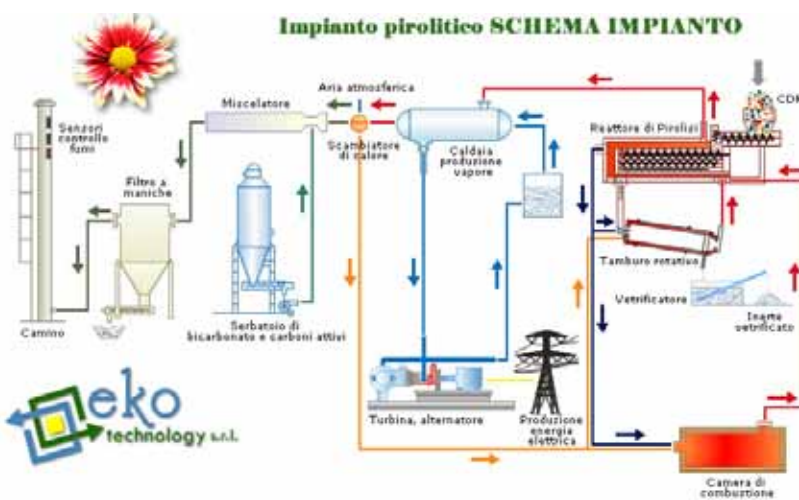 Impianto pirolitico SCHEMA IMPIANTO
Aria atmosferica
Miscelatore
CDR
Sensori
controllo
fumi
Reattore di Pirolisi
Scambiatore
di calore
Caldaia
produzione
vapore
Filtro a
maniche
Tamburo rotativo
Vetrificatore
Inerte
vetrificato
Camino
Serbatoio di
bicarbonato e carboni attivi
eko
technology s.r.l.
Turbina, alternatore
Produzione
energia
elettrica
Camera di
combustione